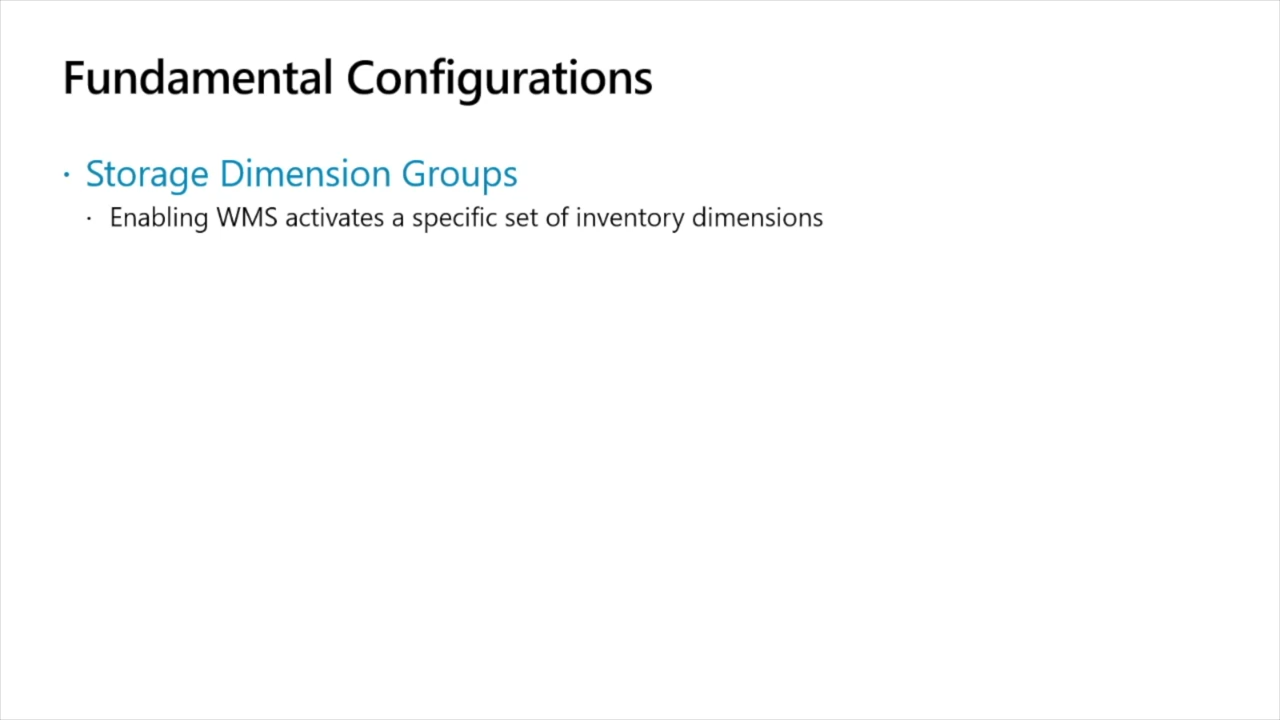 Fundamental Configurations
· Storage Dimension Groups
· Enabling WMS activates a specific set of inventory dimensions